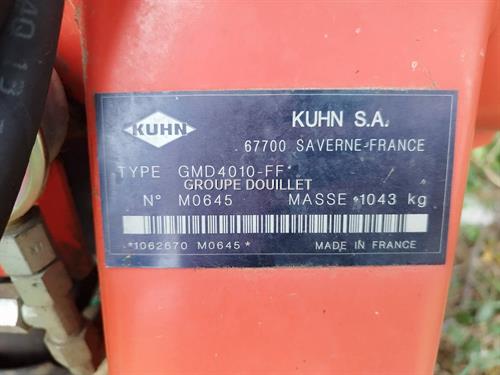 KUHN
KUHN S.A.
67700 SAVERNE-FRANCE
TYPE GMD4010-FF*
GROUPE DOUILLET
N° M0645 MASSE *1043 kg
*1062670 M0645*
MADE IN FRANCE